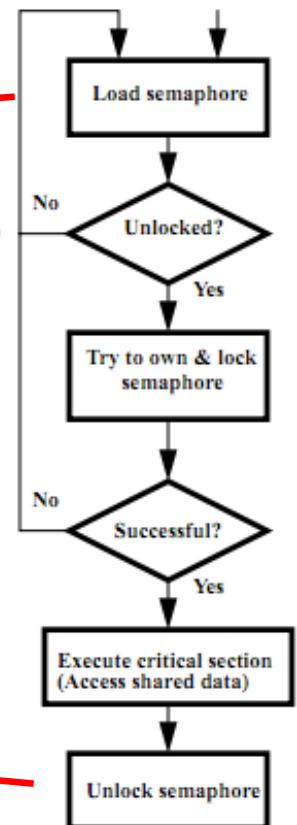 Load semaphore
No
Unlocked?
Yes
Try to own & lock
semaphore
No
Successful?
Yes
Execute critical section
(Access shared data)
Unlock semaphore